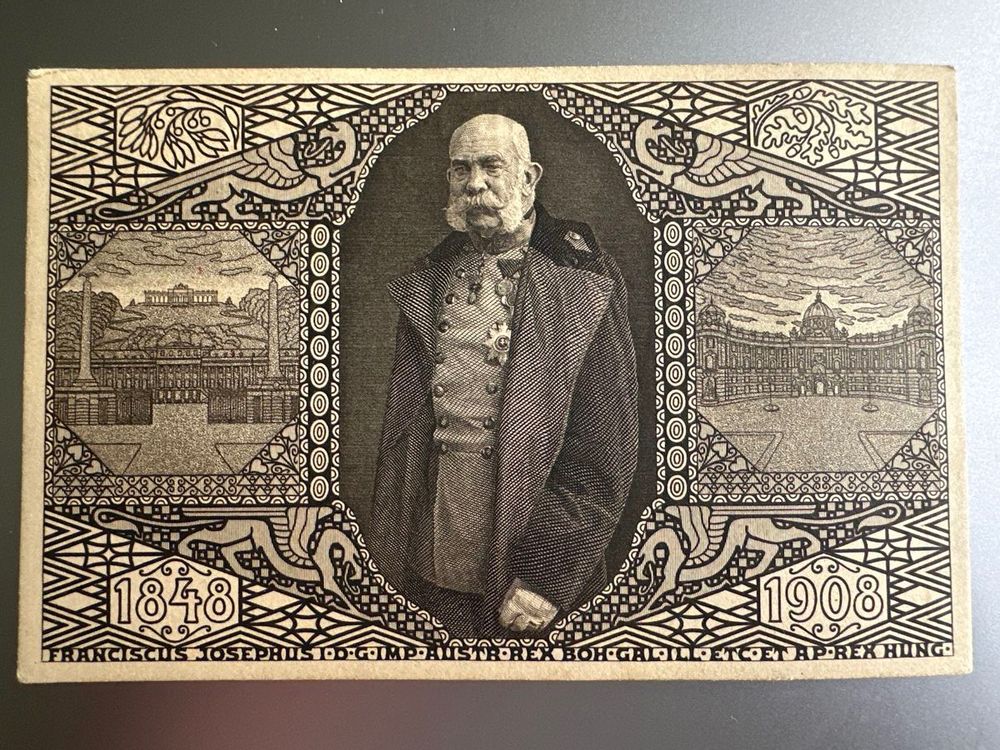 1848
1908
FRANCISCUS JOSEPHUS I·D·G·IMP·AUSTR·REX BOH·GAL·ILL·ETC·ET AP·REX HUNG·